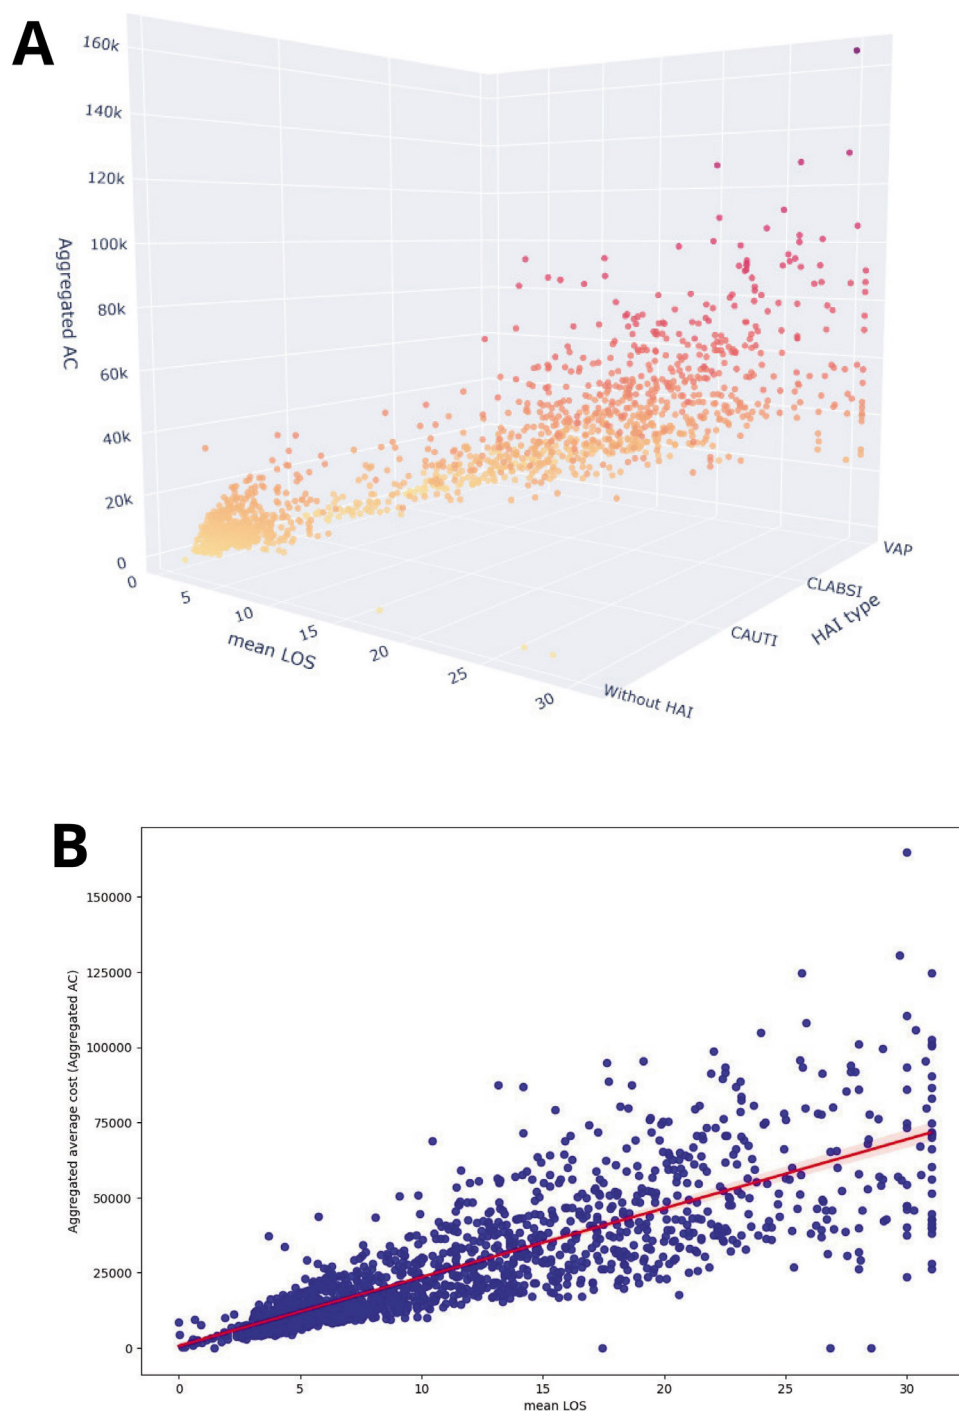 A
160k
140k
120k
100k
80k
60k
40k
20k
0
Aggregated AC
0
5
10
15
20
25
30
mean LOS
VAP
CLABSI
CAUTI
Without HAI
HAI type
B
150000
125000
100000
75000
50000
25000
0
Aggregated average cost (Aggregated AC)
0 5 10 15 20 25 30
mean LOS